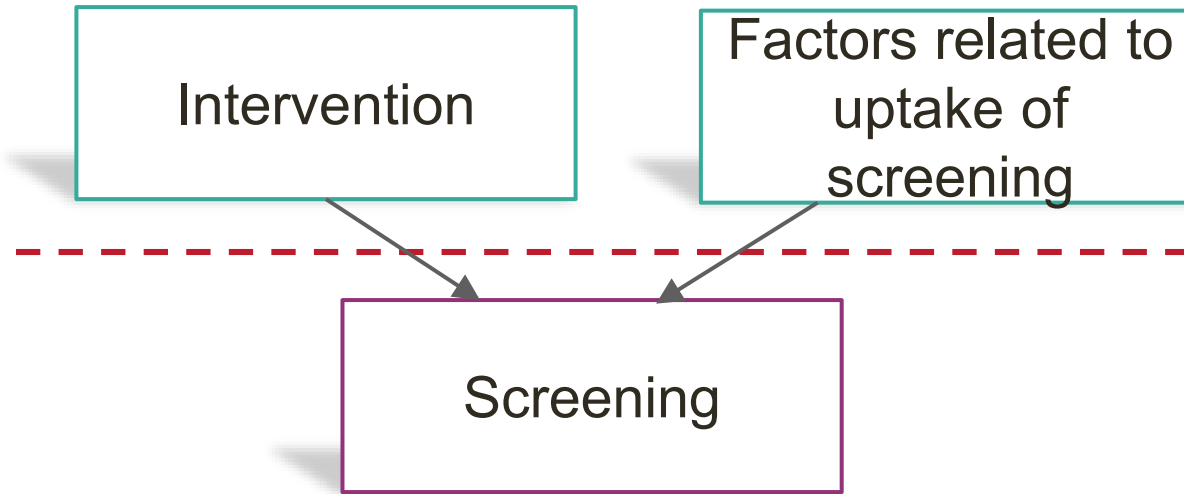 Intervention
Factors related to
uptake of
screening
Screening